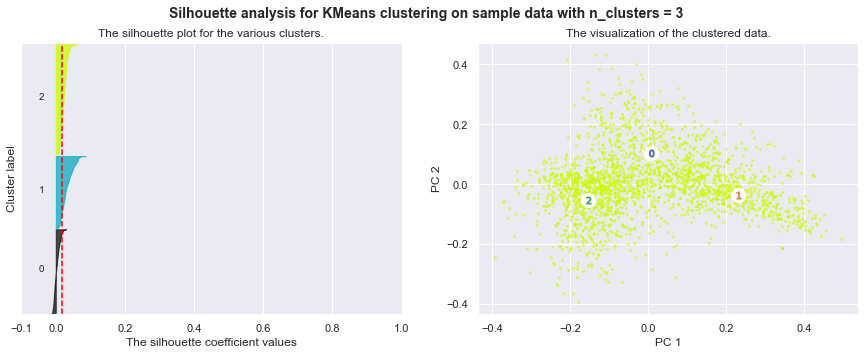 Silhouette analysis for KMeans clustering on sample data with n_clusters = 3
The silhouette plot for the various clusters.
Cluster label
2
1
0
−0.1 0.0 0.2 0.4 0.6 0.8 1.0
The silhouette coefficient values
The visualization of the clustered data.
PC 2
0.4
0.2
0.0
−0.2
−0.4
0
1
2
−0.4 −0.2 0.0 0.2 0.4
PC 1